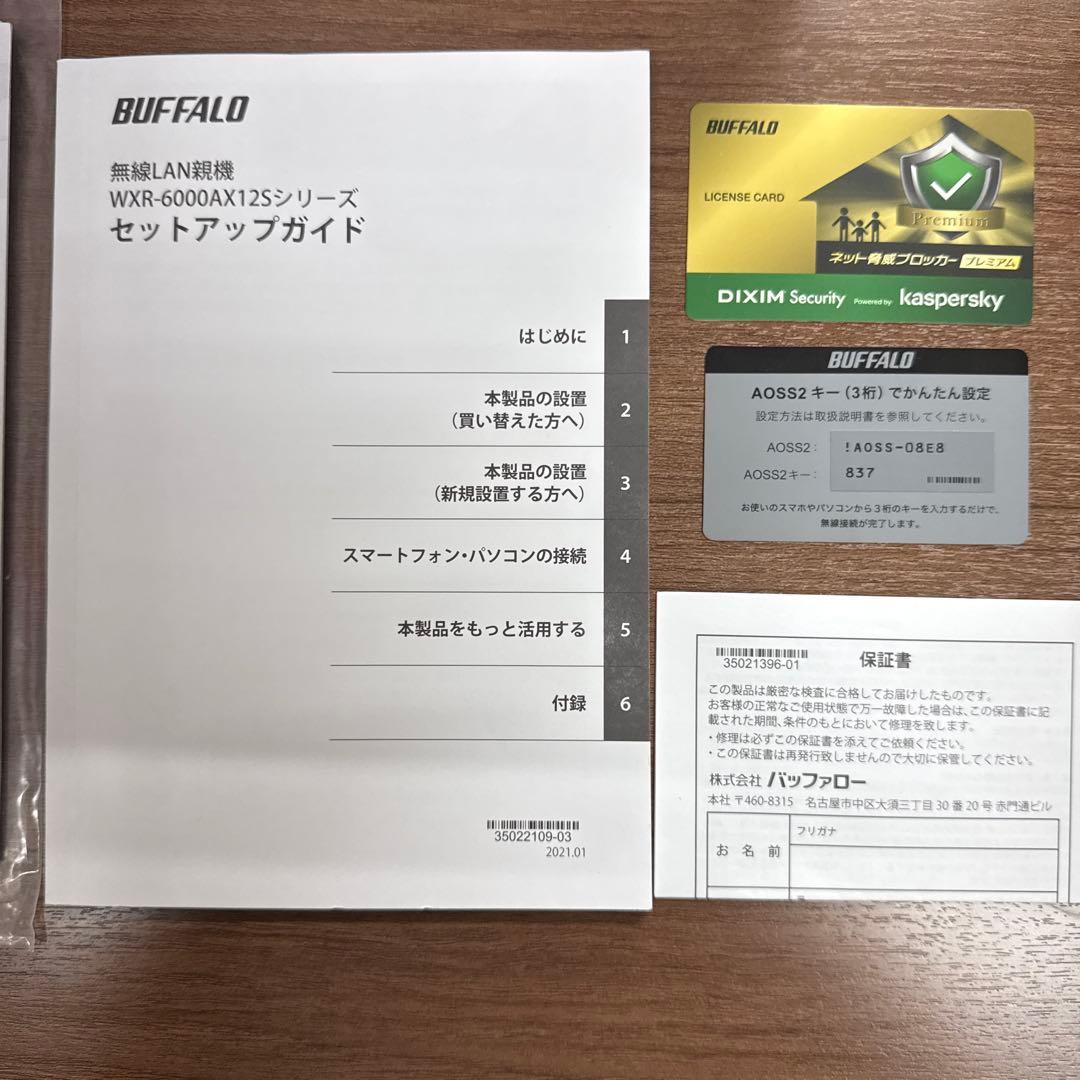 BUFFALO
無線LAN親機
WXR-6000AX12Sシリーズ
セットアップガイド
はじめに 1
本製品の設置
(買い替えた方へ) 2
本製品の設置
(新規設置する方へ) 3
スマートフォン・パソコンの接続 4
本製品をもっと活用する 5
付録 6
35022109-03
2021.01
BUFFALO
LICENSE CARD
Premium
ネット脅威ブロッカー プレミアム
DIXIM Security Powered by kaspersky
BUFFALO
AOSS2 キー(3桁)でかんたん設定
設定方法は取扱説明書を参照してください。
AOSS2: !AOSS-08E8
AOSS2キー: 837
お使いのスマホやパソコンから3桁のキーを入力するだけで、
無線接続が完了します。
35021396-01
保証書
この製品は厳密な検査に合格してお届けしたものです。
お客様の正常なご使用状態で万一故障した場合は、この保証書に記
載された期間、条件のもとにおいて修理を致します。
・修理は必ずこの保証書を添えてご依頼ください。
・この保証書は再発行致しませんので大切に保管してください。
株式会社 バッファロー
本社 〒460-8315 名古屋市中区大須三丁目30番20号 赤門通ビル
フリガナ
お名前